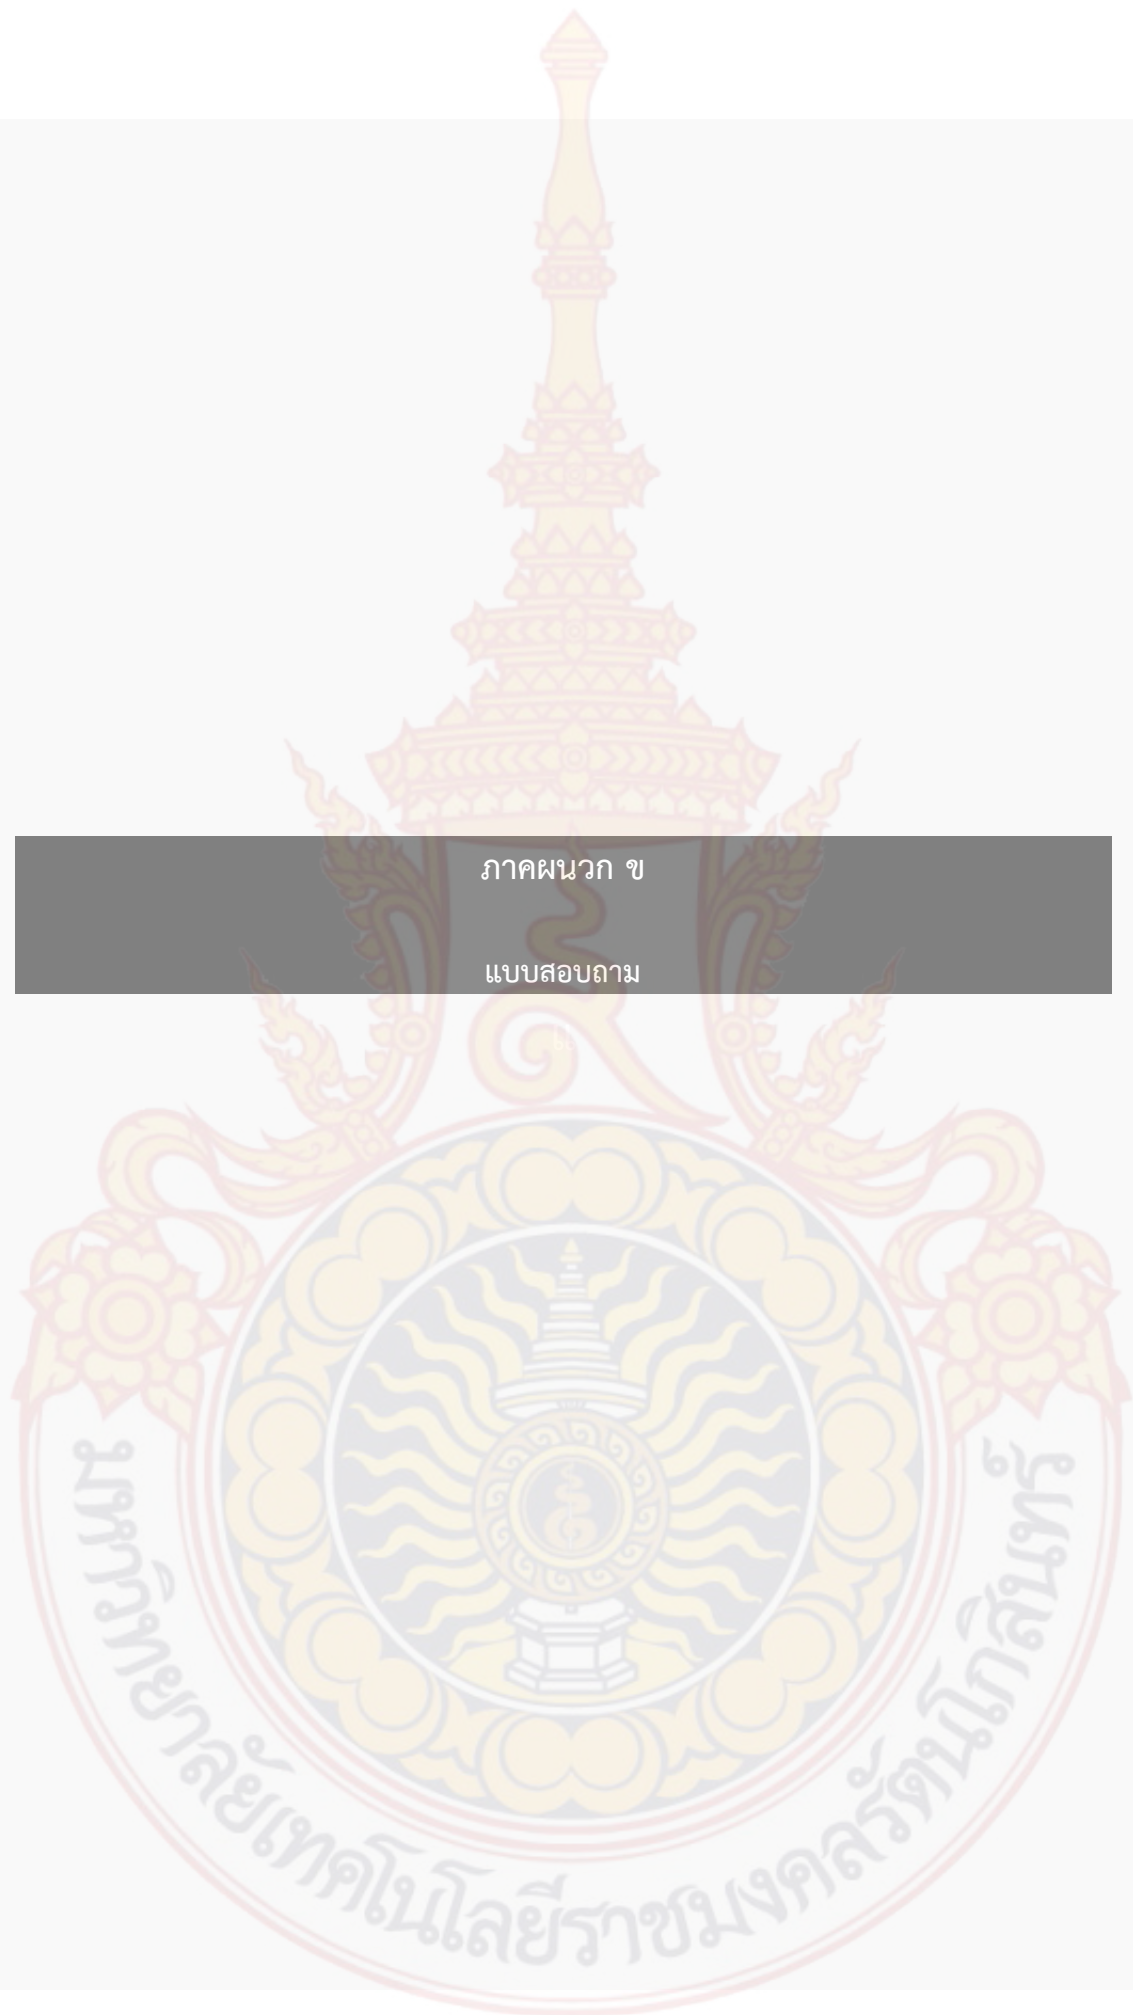 ภาคผนวก ข
แบบสอบถาม
มหาวิทยาลัยเทคโนโลยีราชมงคลรัตนโกสินทร์